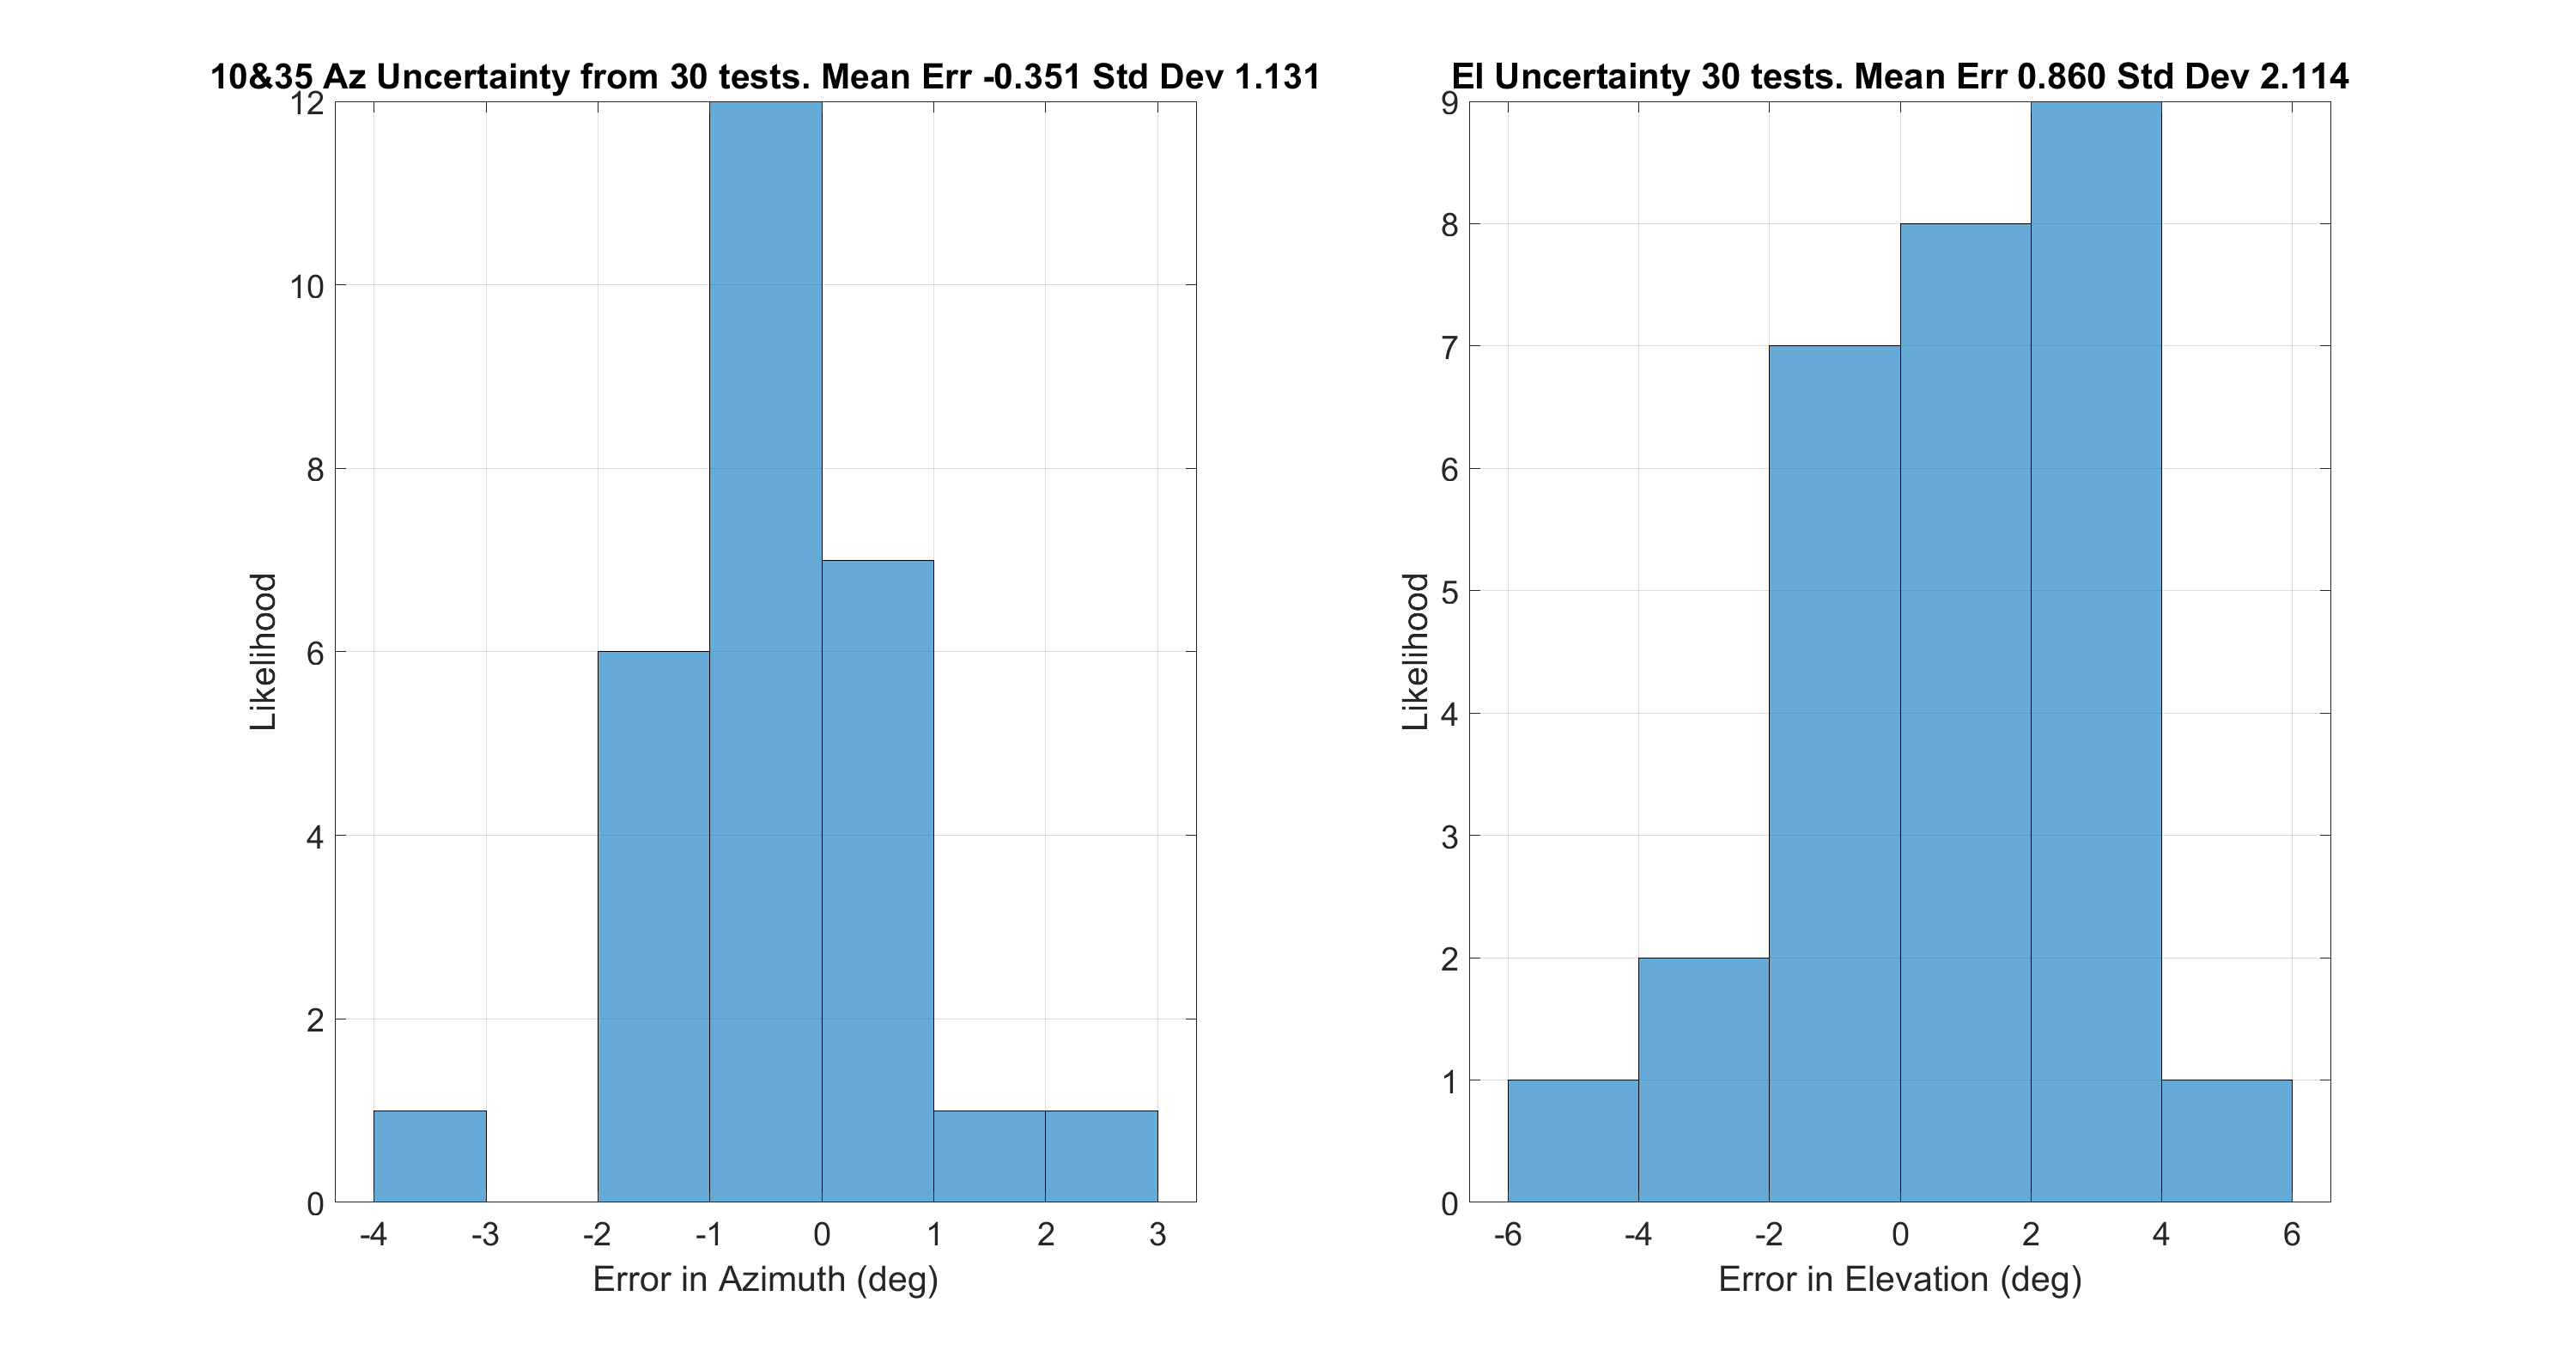 10&35 Az Uncertainty from 30 tests. Mean Err -0.351 Std Dev 1.131
12
10
8
6
4
2
0
Likelihood
-4 -3 -2 -1 0 1 2 3
Error in Azimuth (deg)
El Uncertainty 30 tests. Mean Err 0.860 Std Dev 2.114
9
8
7
6
5
4
3
2
1
0
Likelihood
-6 -4 -2 0 2 4 6
Error in Elevation (deg)